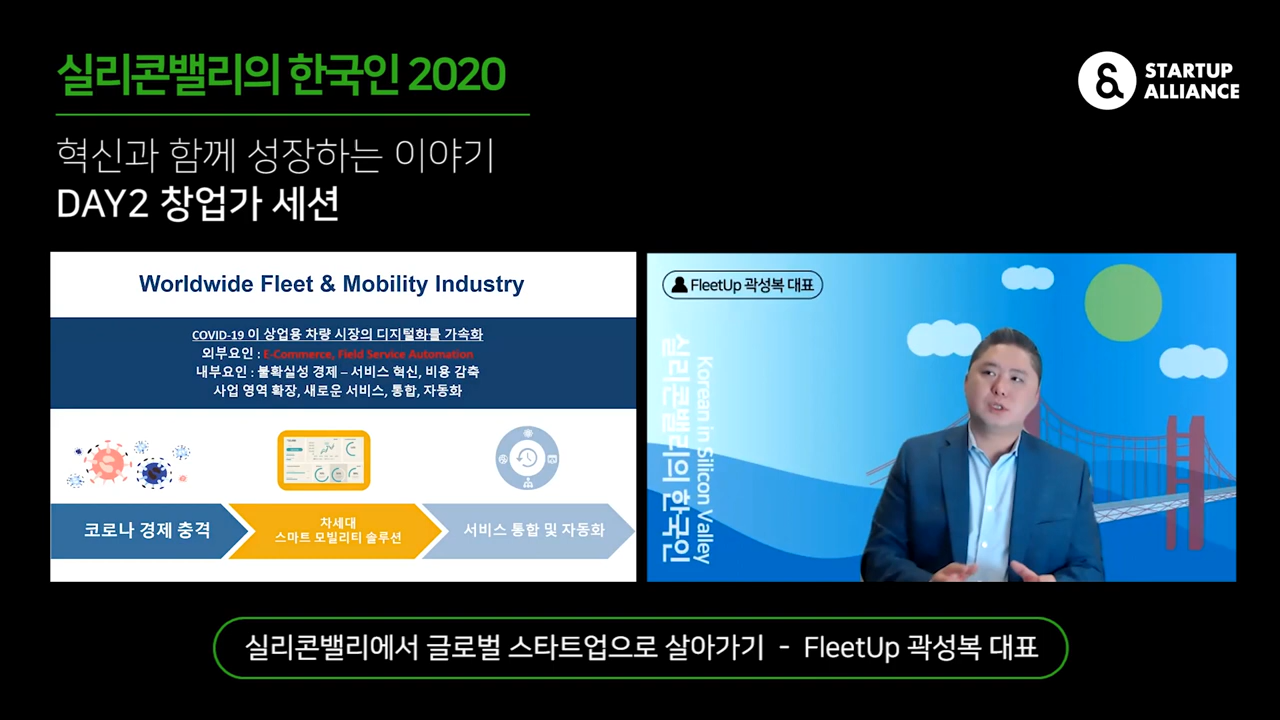 실리콘밸리의 한국인 2020
STARTUP
ALLIANCE
혁신과 함께 성장하는 이야기
DAY2 창업가 세션
Worldwide Fleet & Mobility Industry
COVID-19 이 상업용 차량 시장의 디지털화를 가속화
외부요인 : E-Commerce, Field Service Automation
내부요인 : 불확실성 경제 – 서비스 혁신, 비용 감축
사업 영역 확장, 새로운 서비스, 통합, 자동화
코로나 경제 충격
차세대
스마트 모빌리티 솔루션
서비스 통합 및 자동화
FleetUp 곽성복 대표
Korean in Silicon Valley
실리콘밸리의 한국인
실리콘밸리에서 글로벌 스타트업으로 살아가기 - FleetUp 곽성복 대표